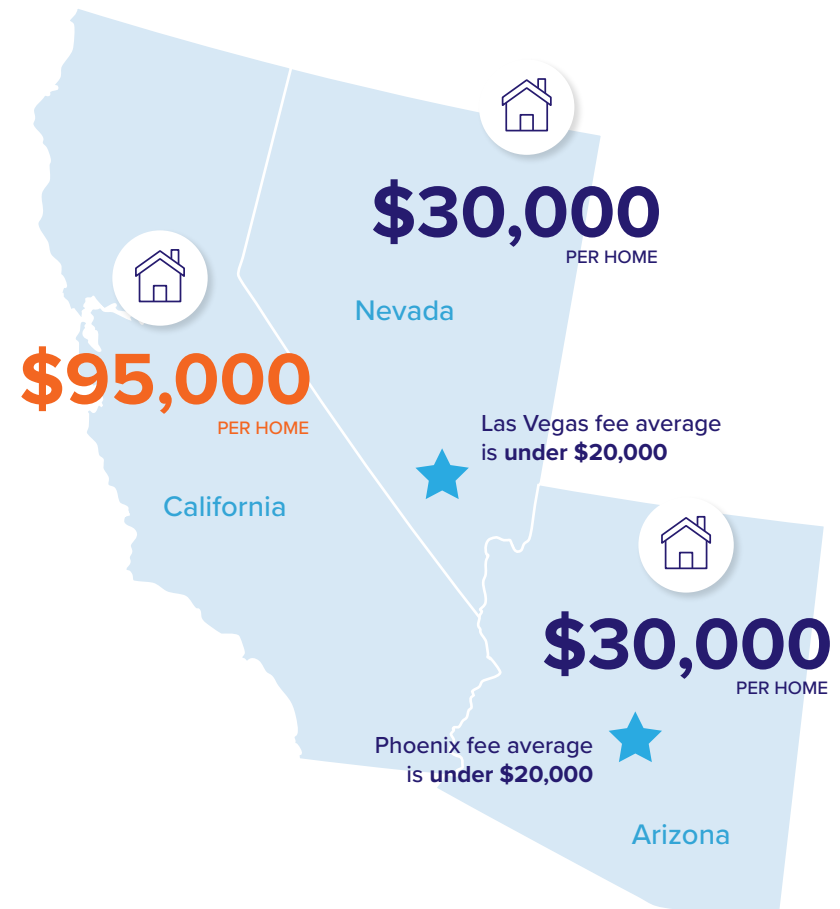 $30,000
PER HOME
Nevada
$95,000
PER HOME
California
Las Vegas fee average
is under $20,000
$30,000
PER HOME
Phoenix fee average
is under $20,000
Arizona